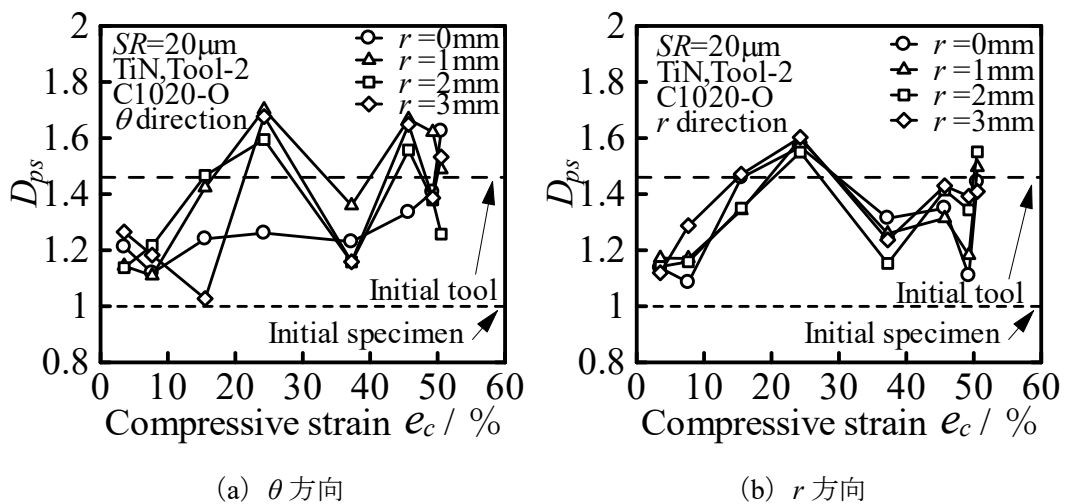 2
1.8
1.6
1.4
1.2
1
0.8
D_ps
SR=20μm
TiN,Tool-2
C1020-O
θ direction
r =0mm
r =1mm
r =2mm
r =3mm
Initial tool
Initial specimen
0 10 20 30 40 50 60
Compressive strain e_c / %
(a) θ 方向
2
1.8
1.6
1.4
1.2
1
0.8
D_ps
SR=20μm
TiN,Tool-2
C1020-O
r direction
r =0mm
r =1mm
r =2mm
r =3mm
Initial tool
Initial specimen
0 10 20 30 40 50 60
Compressive strain e_c / %
(b) r 方向